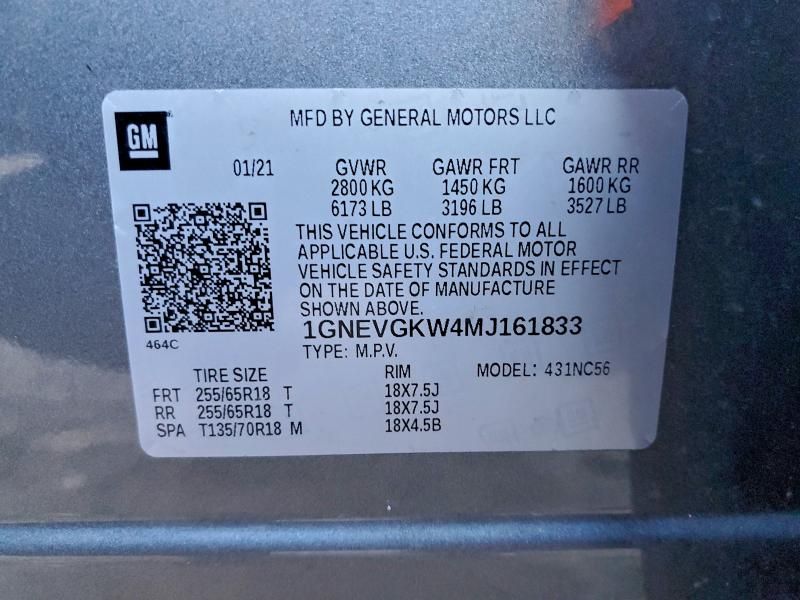 GM
MFD BY GENERAL MOTORS LLC
01/21 GVWR GAWR FRT GAWR RR
2800 KG 1450 KG 1600 KG
6173 LB 3196 LB 3527 LB
THIS VEHICLE CONFORMS TO ALL
APPLICABLE U.S. FEDERAL MOTOR
VEHICLE SAFETY STANDARDS IN EFFECT
ON THE DATE OF MANUFACTURE
SHOWN ABOVE.
1GNEVGKW4MJ161833
464C
TYPE: M.P.V.
TIRE SIZE RIM MODEL: 431NC56
FRT 255/65R18 T 18X7.5J
RR 255/65R18 T 18X7.5J
SPA T135/70R18 M 18X4.5B